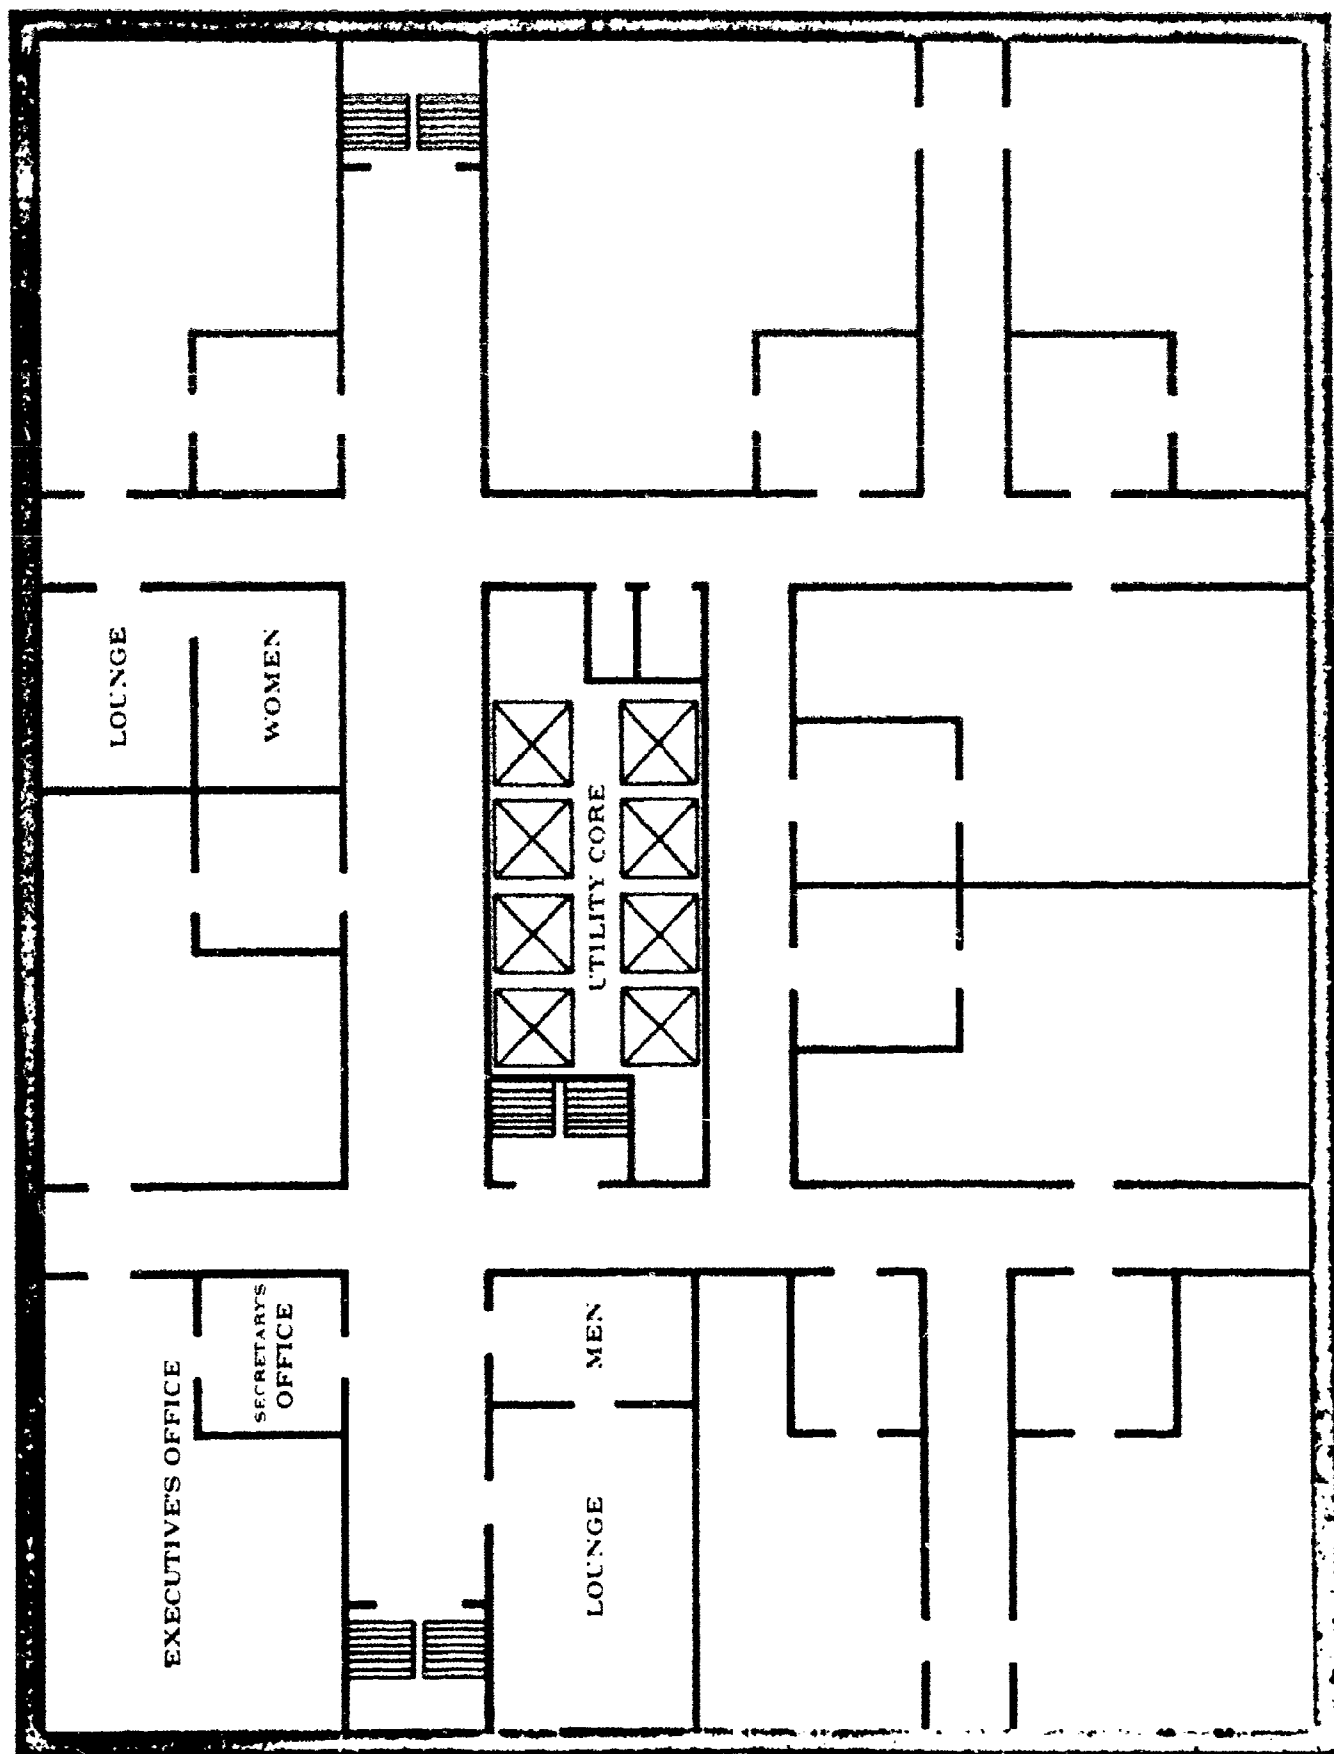 LOUNGE
WOMEN
UTILITY CORE
EXECUTIVE'S OFFICE
SECRETARY'S
OFFICE
MEN
LOUNGE